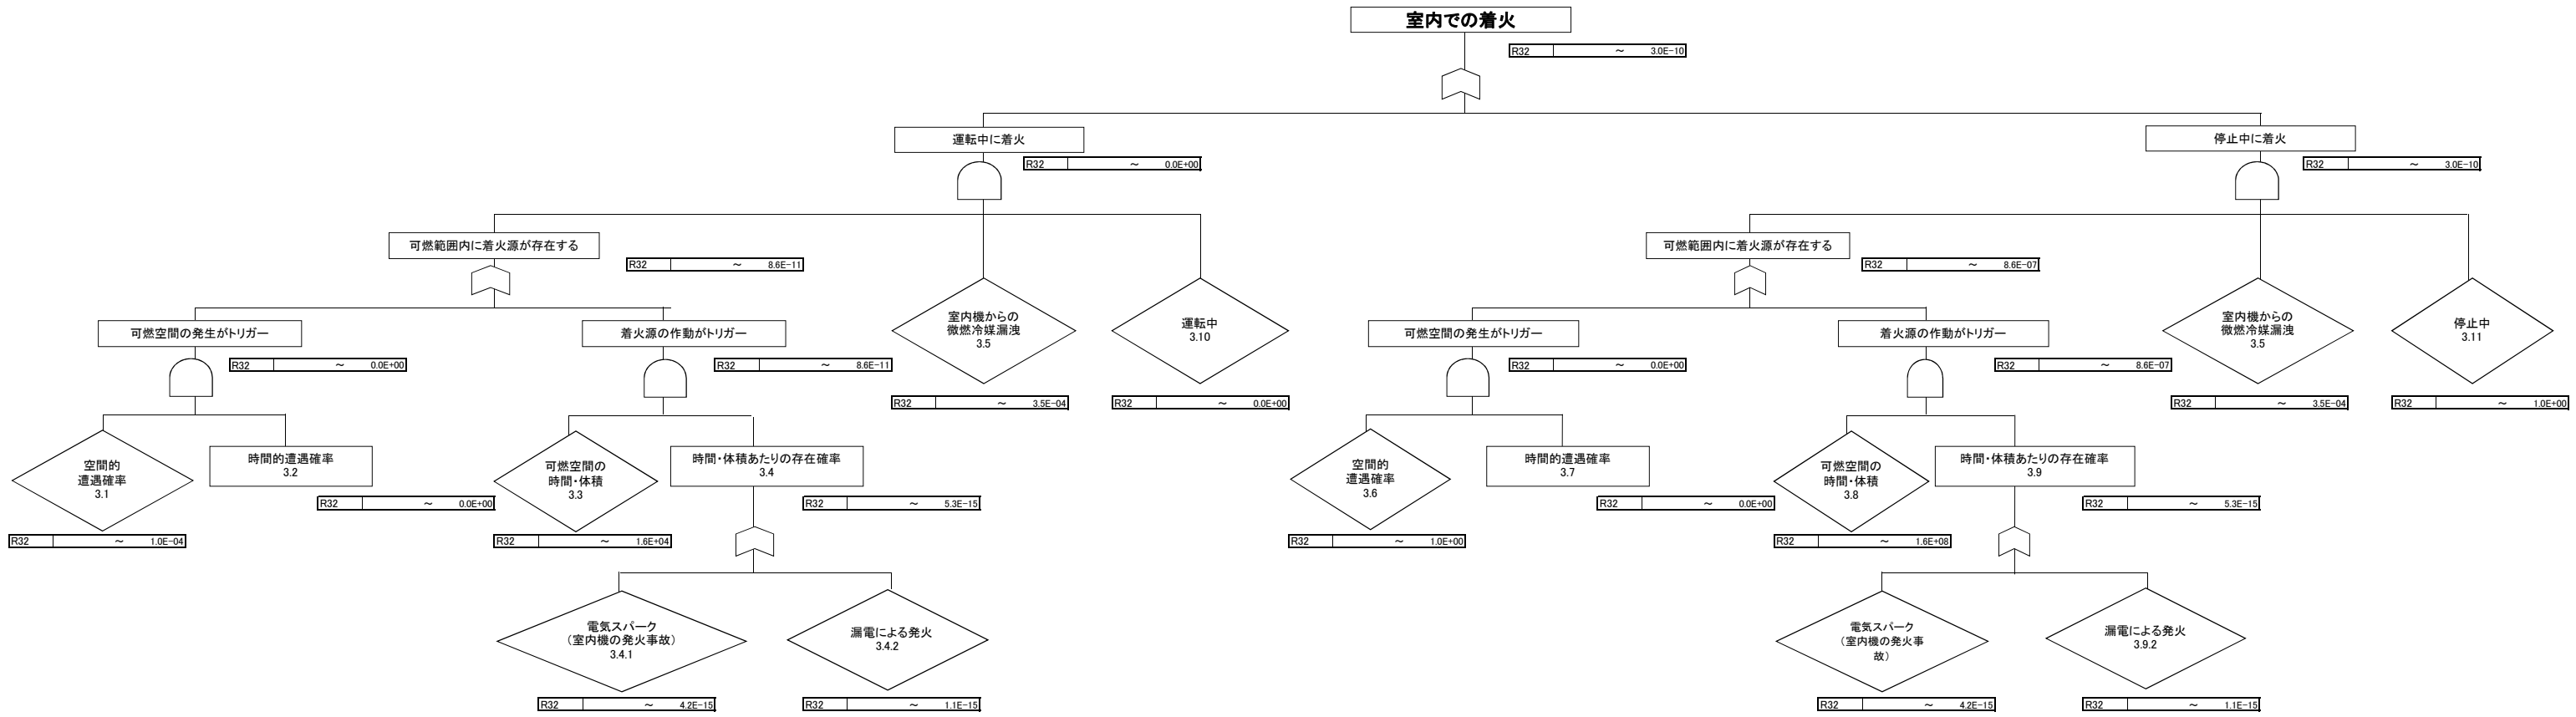 室内での着火
R32 ～ 3.0E-10
運転中に着火
R32 ～ 0.0E+00
停止中に着火
R32 ～ 3.0E-10
可燃範囲内に着火源が存在する
R32 ～ 8.6E-11
可燃範囲内に着火源が存在する
R32 ～ 8.6E-07
可燃空間の発生がトリガー
R32 ～ 0.0E+00
着火源の作動がトリガー
R32 ～ 8.6E-11
室内機からの
微燃冷媒漏洩
3.5
R32 ～ 3.5E-04
運転中
3.10
R32 ～ 0.0E+00
可燃空間の発生がトリガー
R32 ～ 0.0E+00
着火源の作動がトリガー
R32 ～ 8.6E-07
室内機からの
微燃冷媒漏洩
3.5
R32 ～ 3.5E-04
停止中
3.11
R32 ～ 1.0E+00
空間的
遭遇確率
3.1
R32 ～ 1.0E-04
時間的遭遇確率
3.2
R32 ～ 0.0E+00
可燃空間の
時間・体積
3.3
R32 ～ 1.6E+04
時間・体積あたりの存在確率
3.4
R32 ～ 5.3E-15
空間的
遭遇確率
3.6
R32 ～ 1.0E+00
時間的遭遇確率
3.7
R32 ～ 0.0E+00
可燃空間の
時間・体積
3.8
R32 ～ 1.6E+08
時間・体積あたりの存在確率
3.9
R32 ～ 5.3E-15
電気スパーク
（室内機の発火事故）
3.4.1
R32 ～ 4.2E-15
漏電による発火
3.4.2
R32 ～ 1.1E-15
電気スパーク
（室内機の発火事
故）
R32 ～ 4.2E-15
漏電による発火
3.9.2
R32 ～ 1.1E-15